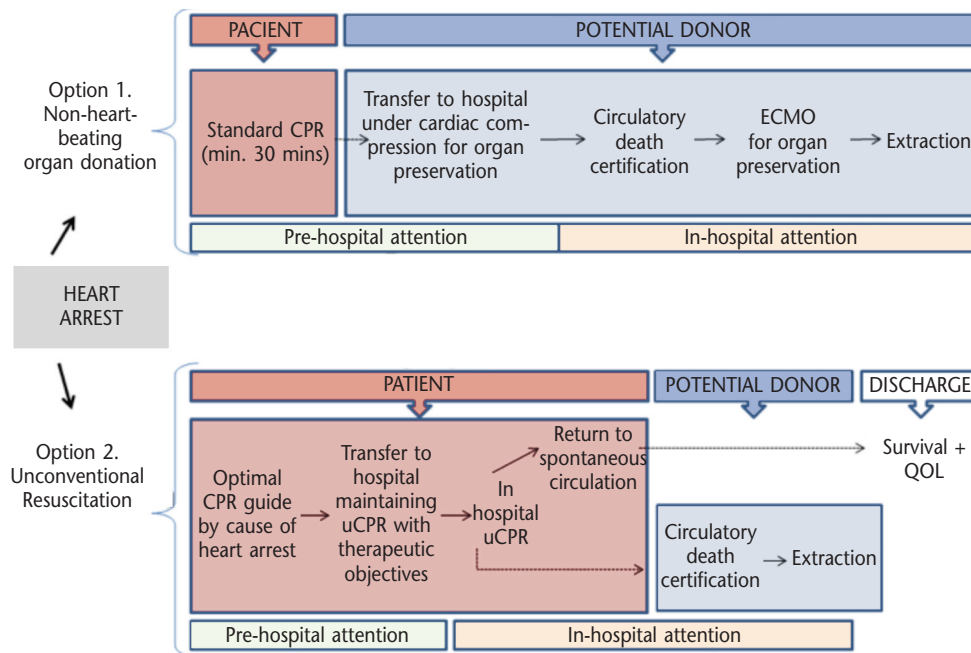 PACIENT
POTENTIAL DONOR
Option 1.
Non-heart-
beating
organ donation
Standard CPR
(min. 30 mins)
Transfer to hospital
under cardiac com-
pression for organ
preservation
Circulatory
death
certification
ECMO
for organ
preservation
Extraction
Pre-hospital attention
In-hospital attention
HEART
ARREST
PATIENT
POTENTIAL DONOR
DISCHARGE
Option 2.
Unconventional
Resuscitation
Optimal
CPR guide
by cause of
heart arrest
Transfer to
hospital
maintaining
uCPR with
therapeutic
objectives
In
hospital
uCPR
Return to
spontaneous
circulation
Survival +
QOL
Circulatory
death
certification
Extraction
Pre-hospital attention
In-hospital attention